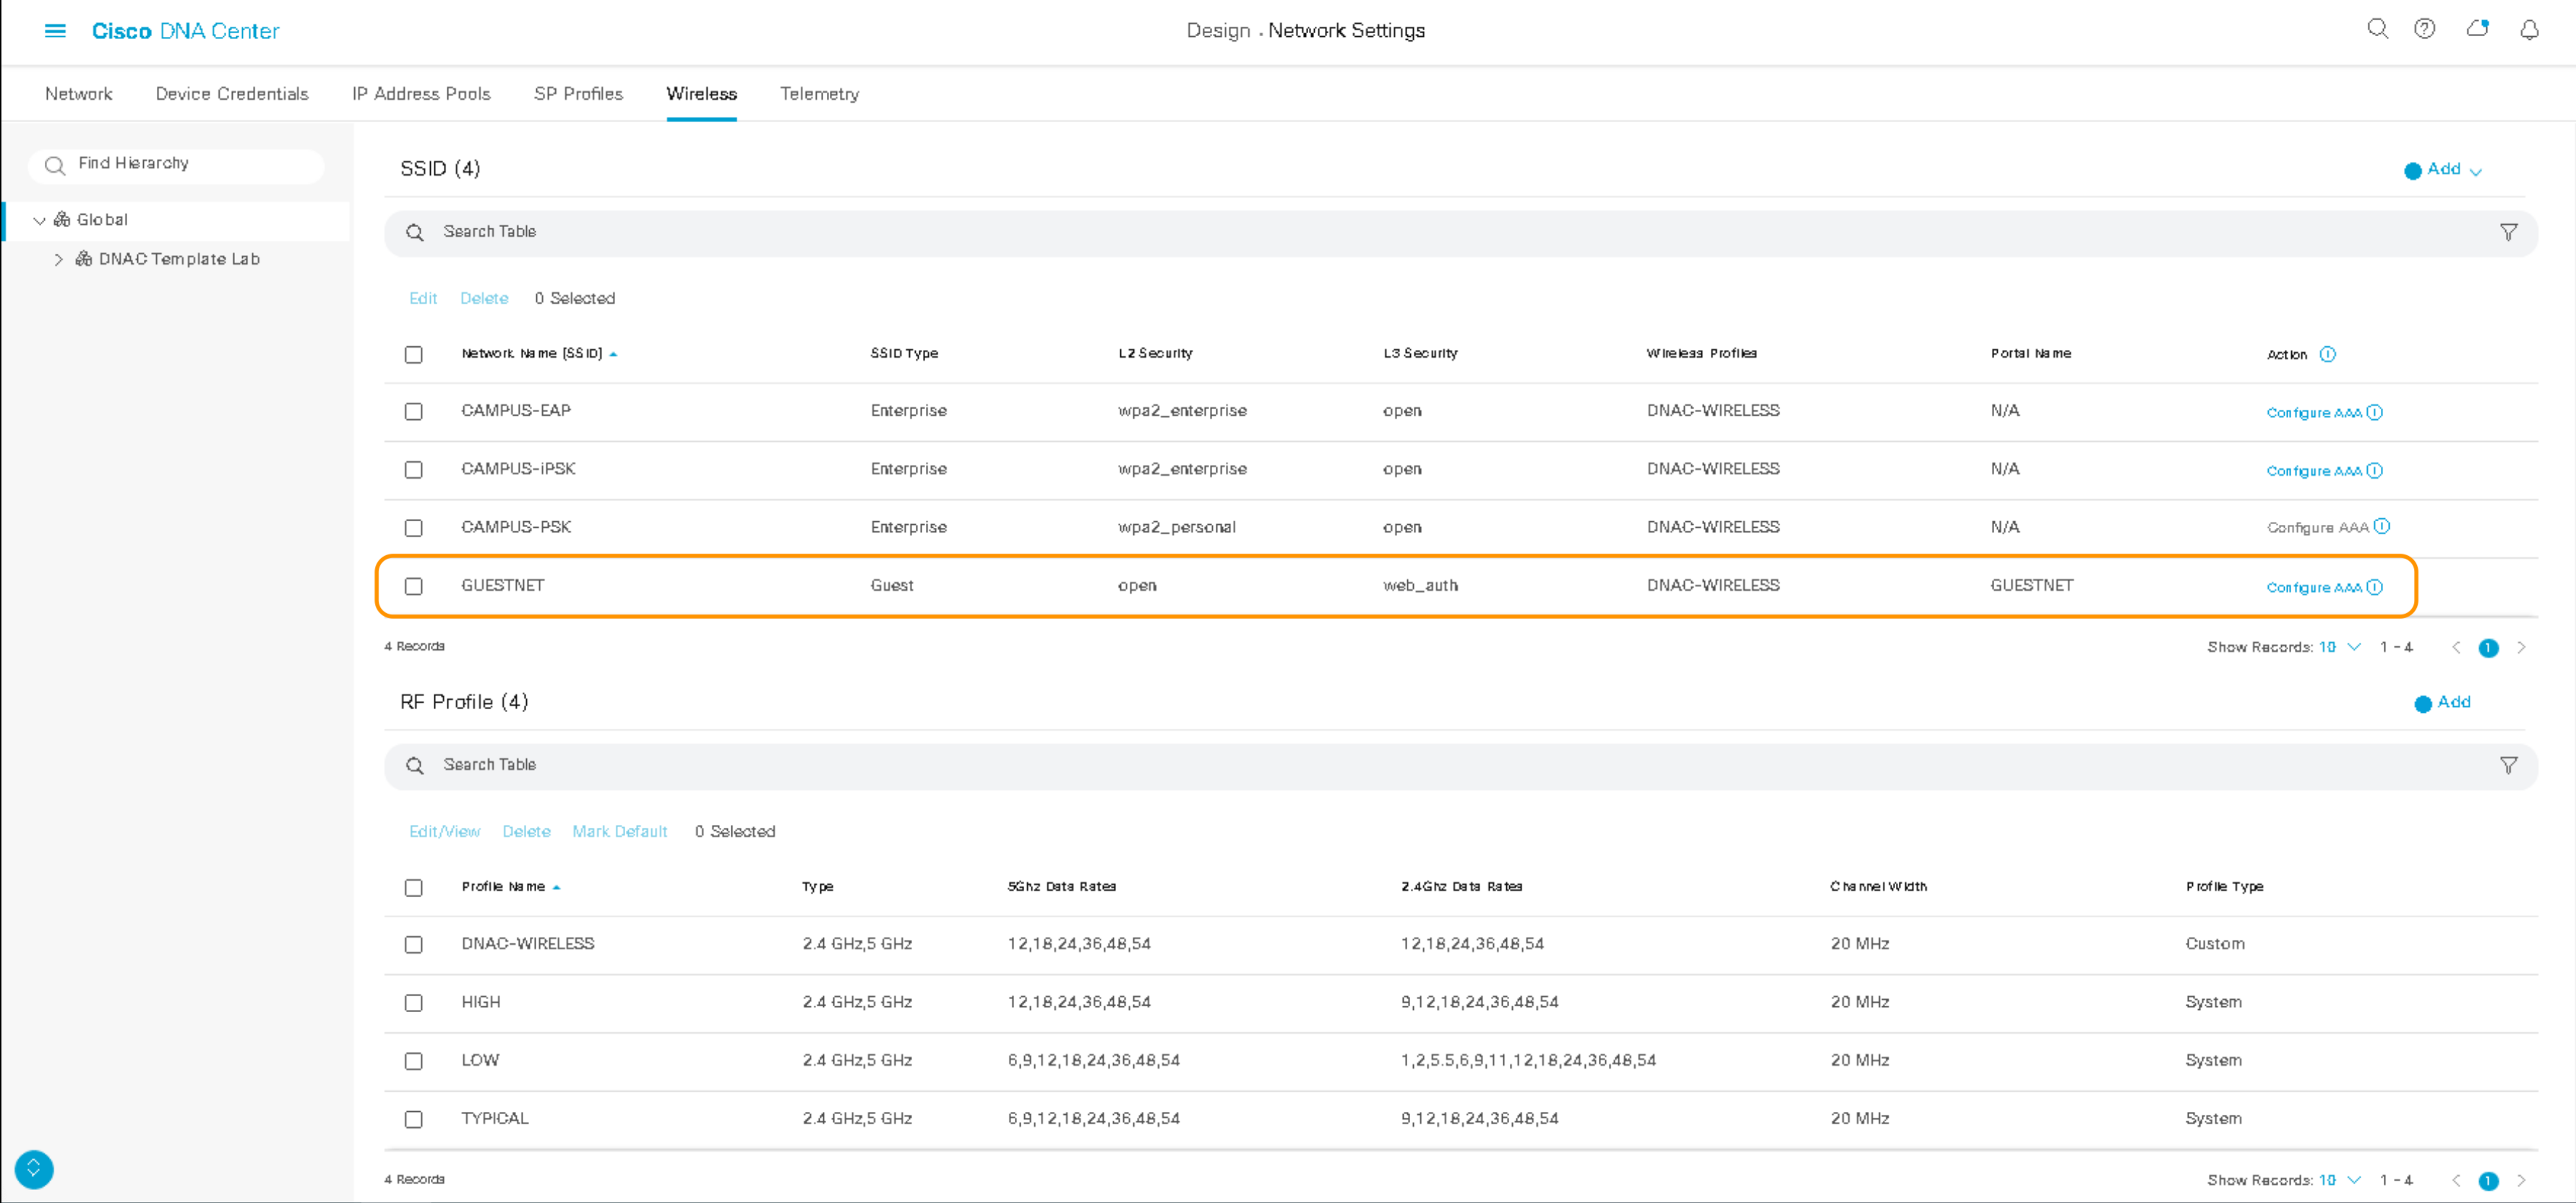 Cisco DNA Center
Design · Network Settings
Network Device Credentials IP Address Pools SP Profiles Wireless Telemetry
Find Hierarchy
Global
DNAC Template Lab
SSID (4)
Add
Search Table
Edit Delete 0 Selected
Network Name (SSID) SSID Type L2 Security L3 Security Wireless Profiles Portal Name Action
CAMPUS-EAP Enterprise wpa2_enterprise open DNAC-WIRELESS N/A Configure AAA
CAMPUS-iPSK Enterprise wpa2_enterprise open DNAC-WIRELESS N/A Configure AAA
CAMPUS-PSK Enterprise wpa2_personal open DNAC-WIRELESS N/A Configure AAA
GUESTNET Guest open web_auth DNAC-WIRELESS GUESTNET Configure AAA
4 Records
Show Records: 10 1 - 4 1
RF Profile (4)
Add
Search Table
Edit/View Delete Mark Default 0 Selected
Profile Name Type 5Ghz Data Rates 2.4Ghz Data Rates Channel Width Profile Type
DNAC-WIRELESS 2.4 GHz,5 GHz 12,18,24,36,48,54 12,18,24,36,48,54 20 MHz Custom
HIGH 2.4 GHz,5 GHz 12,18,24,36,48,54 9,12,18,24,36,48,54 20 MHz System
LOW 2.4 GHz,5 GHz 6,9,12,18,24,36,48,54 1,2,5.5,6,9,11,12,18,24,36,48,54 20 MHz System
TYPICAL 2.4 GHz,5 GHz 6,9,12,18,24,36,48,54 9,12,18,24,36,48,54 20 MHz System
4 Records
Show Records: 10 1 - 4 1